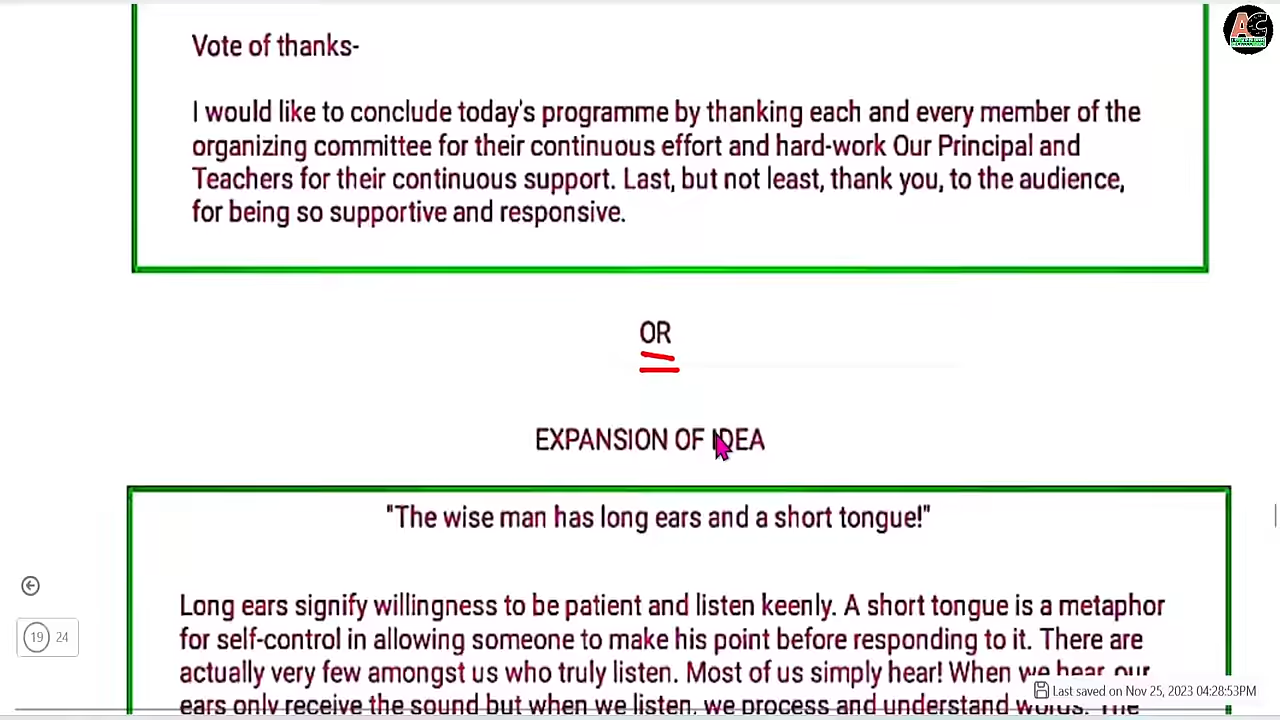 Vote of thanks-
I would like to conclude today's programme by thanking each and every member of the
organizing committee for their continuous effort and hard-work Our Principal and
Teachers for their continuous support. Last, but not least, thank you, to the audience,
for being so supportive and responsive.
OR
EXPANSION OF IDEA
"The wise man has long ears and a short tongue!"
Long ears signify willingness to be patient and listen keenly. A short tongue is a metaphor
for self-control in allowing someone to make his point before responding to it. There are
actually very few amongst us who truly listen. Most of us simply hear! When we hear, our
ears only receive the sound but when we listen, we process and understand words. The
19 24
Last saved on Nov 25, 2023 04:28:53PM
AC